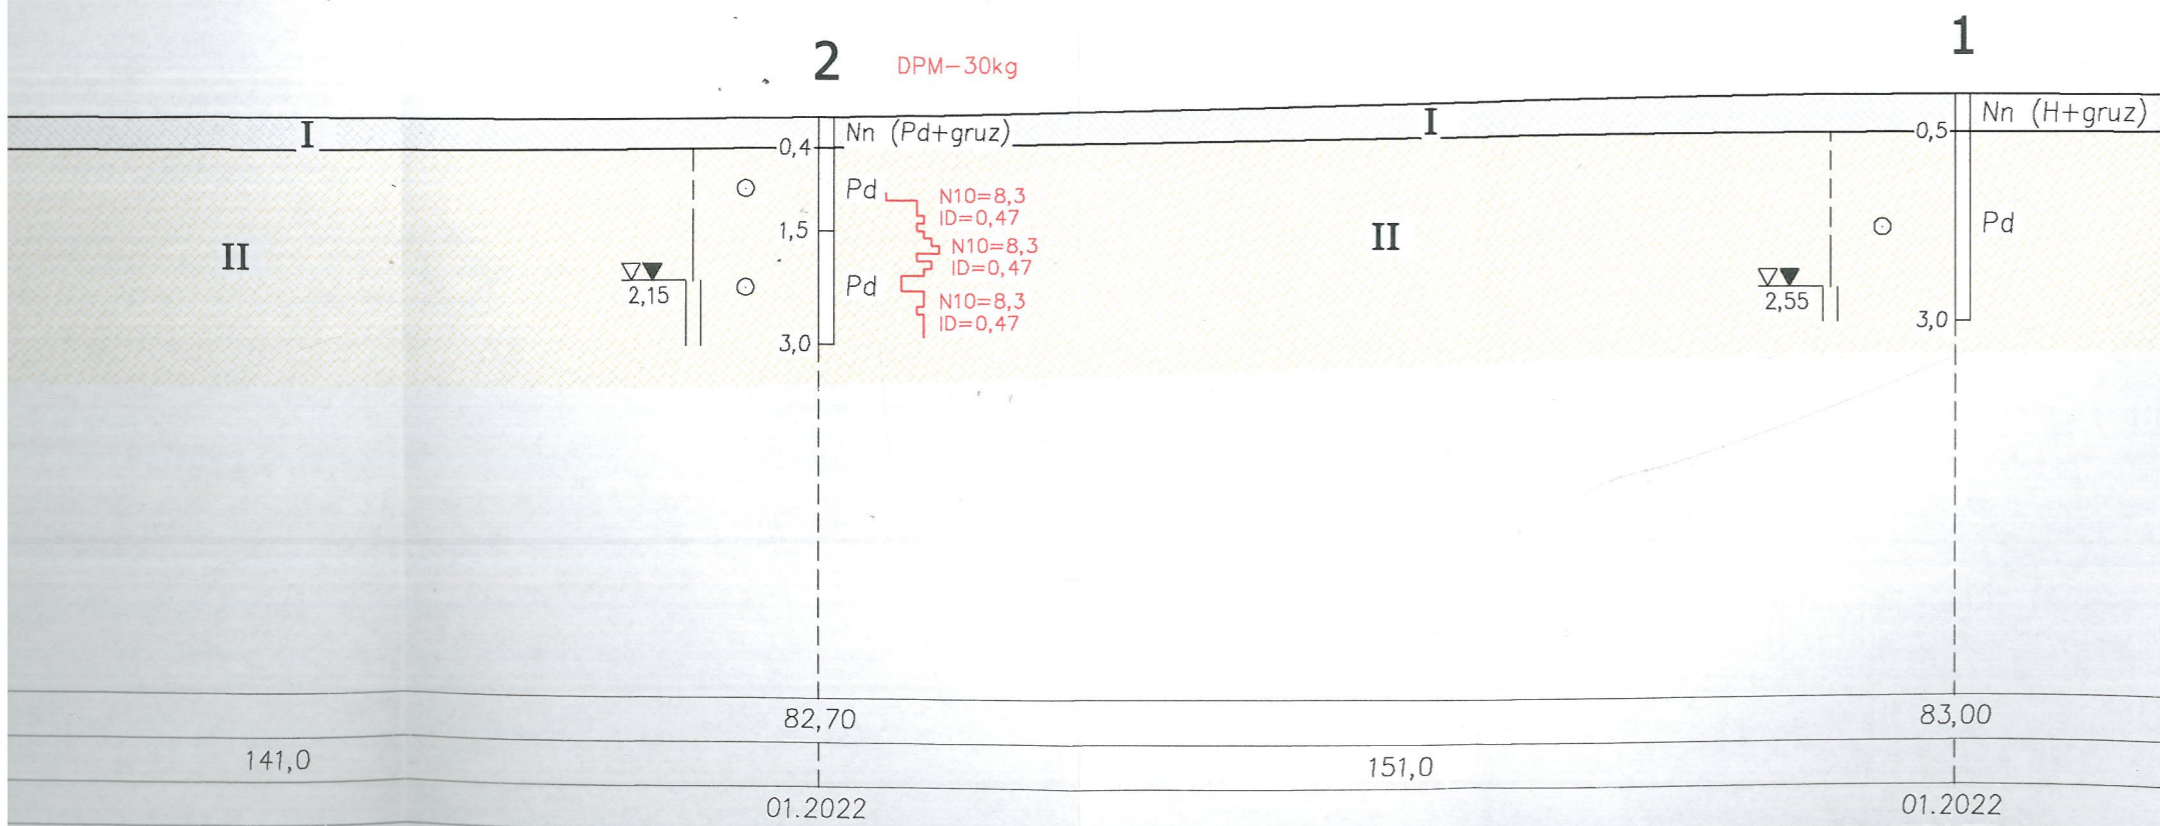 2
DPM-30kg
1
I
Nn (Pd+gruz)
I
Nn (H+gruz)
0,4
0,5
Pd
N10=8,3
ID=0,47
1,5
II
Pd
II
N10=8,3
ID=0,47
2,15
Pd
N10=8,3
ID=0,47
2,55
3,0
3,0
82,70
83,00
141,0
151,0
01.2022
01.2022